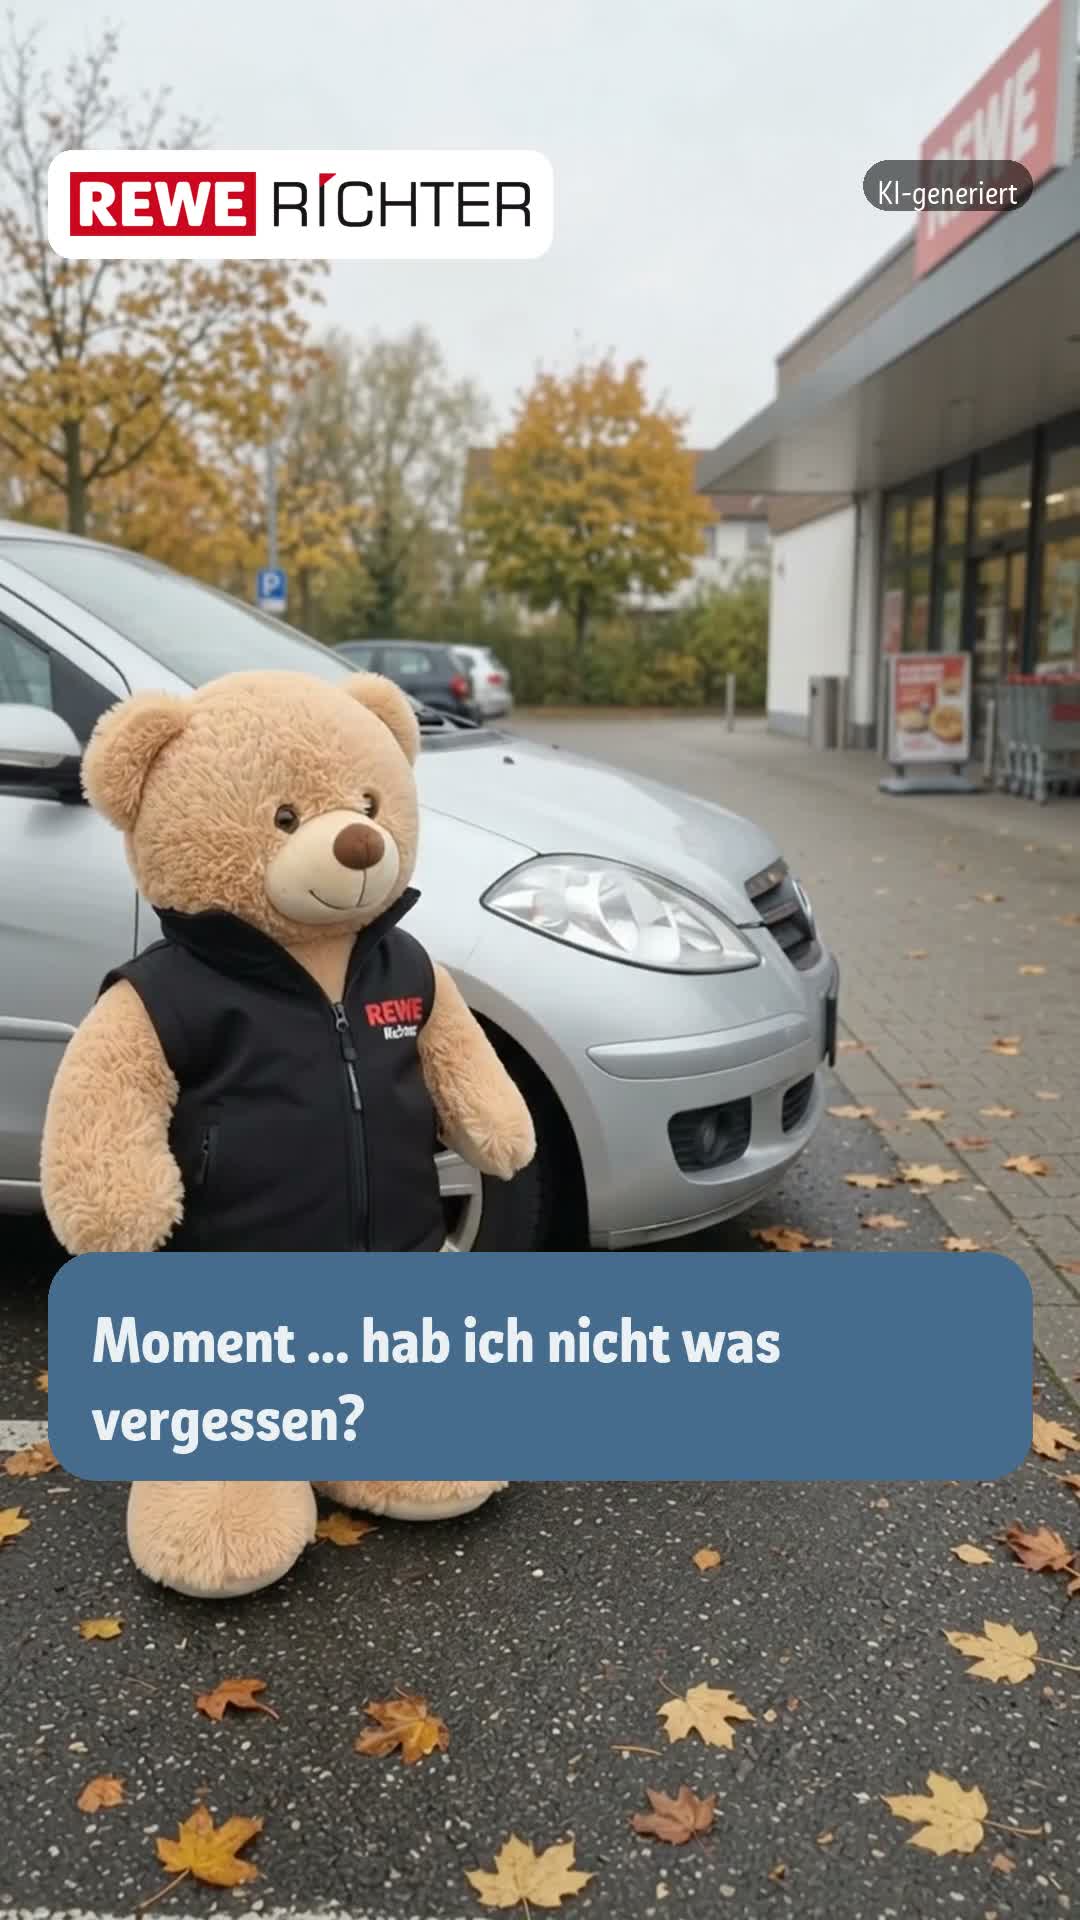 REWE RICHTER
KI-generiert
REWE
P
REWE
Moment ... hab ich nicht was
vergessen?